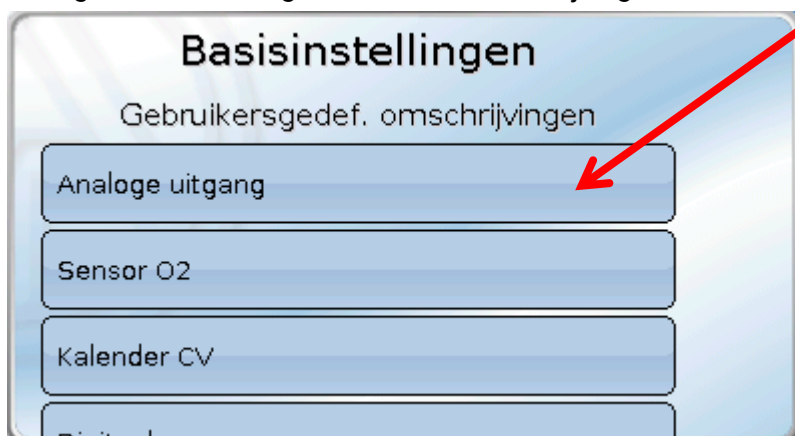 Basisinstellingen
Gebruikersgedef. omschrijvingen
Analoge uitgang
Sensor O2
Kalender CV